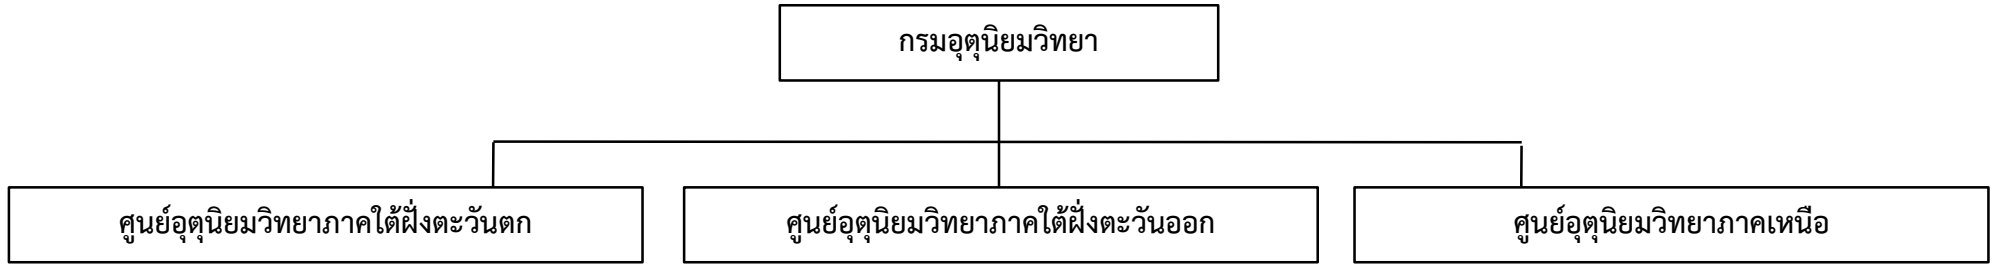 กรมอุตุนิยมวิทยา
ศูนย์อุตุนิยมวิทยาภาคใต้ฝั่งตะวันตก
ศูนย์อุตุนิยมวิทยาภาคใต้ฝั่งตะวันออก
ศูนย์อุตุนิยมวิทยาภาคเหนือ